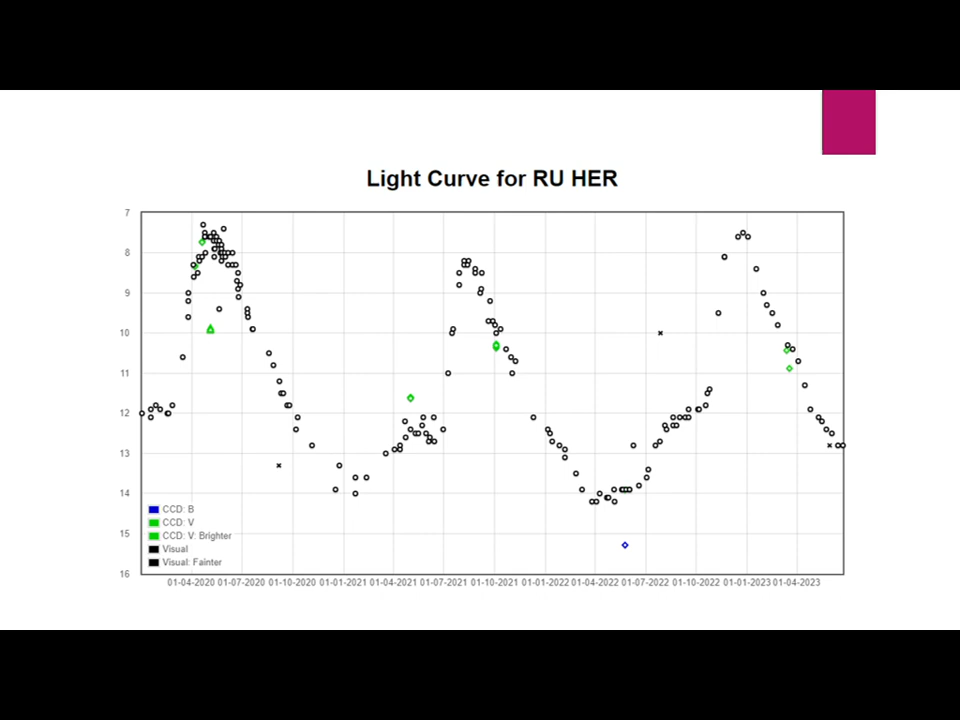 Light Curve for RU HER
7
8
9
10
11
12
13
14
15
16
CCD: B
CCD: V
CCD: V: Brighter
Visual
Visual: Fainter
01-04-2020 01-07-2020 01-10-2020 01-01-2021 01-04-2021 01-07-2021 01-10-2021 01-01-2022 01-04-2022 01-07-2022 01-10-2022 01-01-2023 01-04-2023